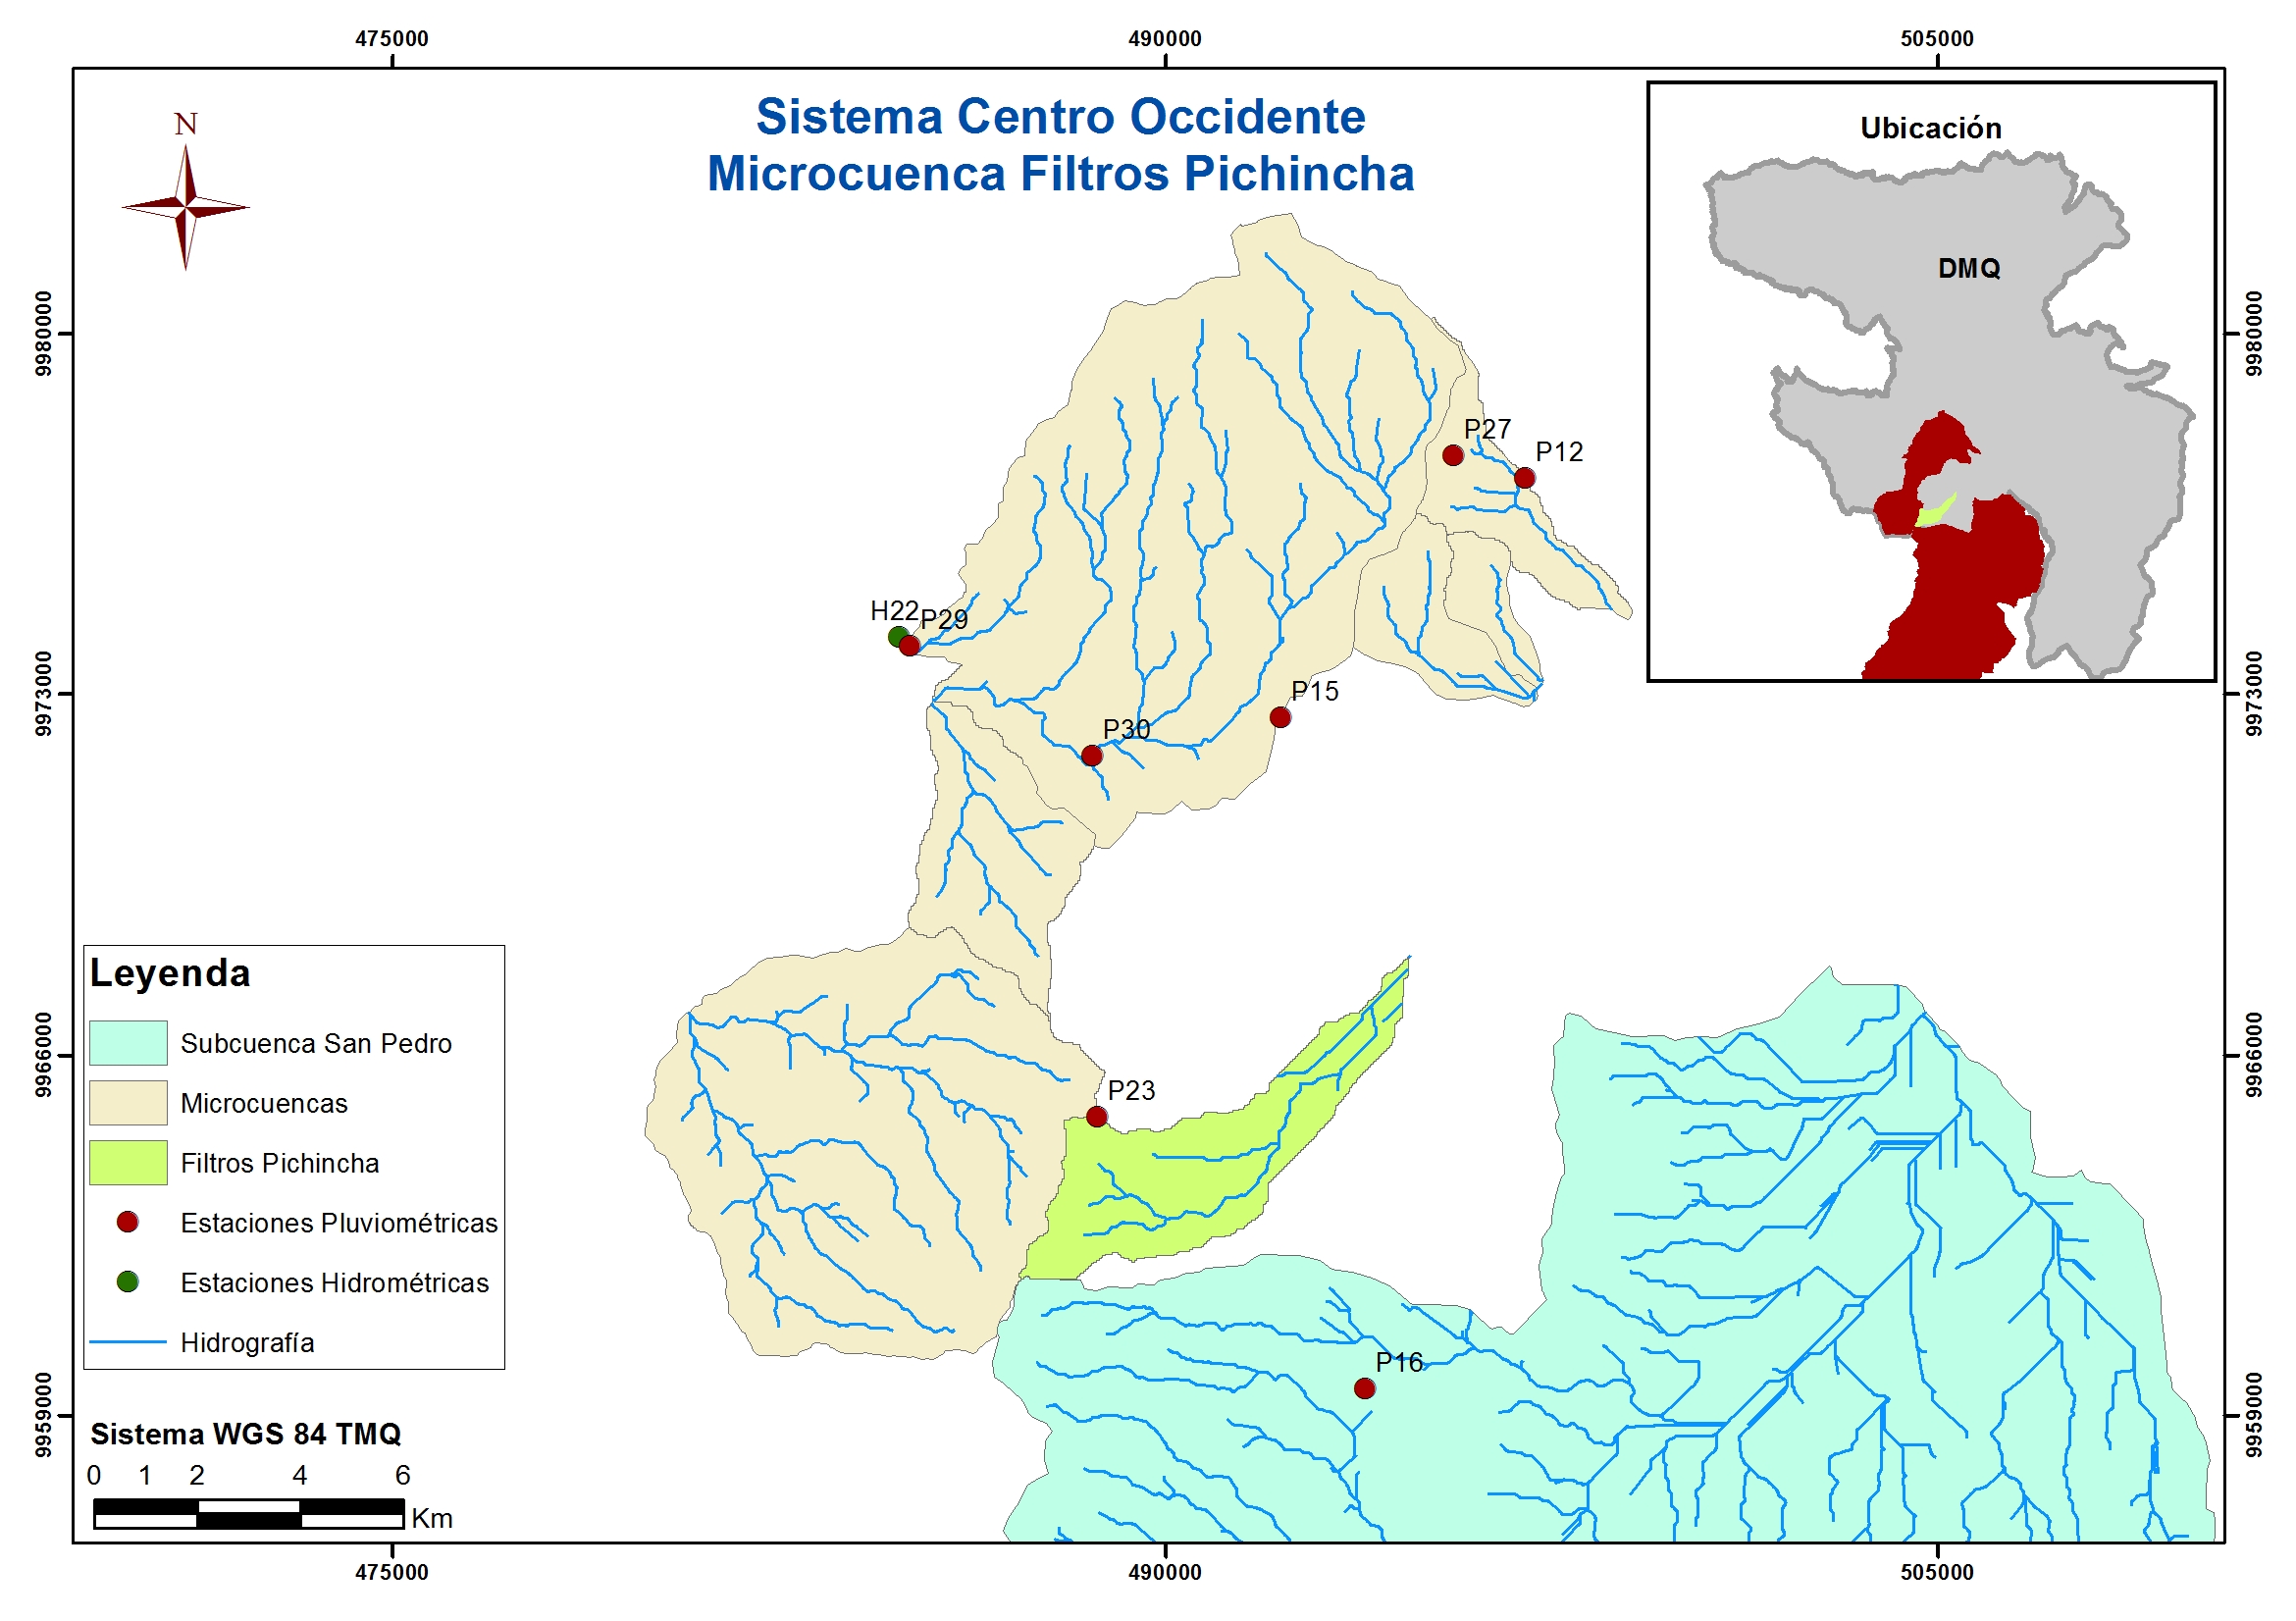 475000
490000
505000
Sistema Centro Occidente
Microcuenca Filtros Pichincha
N
Ubicación
DMQ
9980000
9980000
P27
P12
H22
P29
9973000
9973000
P15
P30
Leyenda
Subcuenca San Pedro
Microcuencas
Filtros Pichincha
Estaciones Pluviométricas
Estaciones Hidrométricas
Hidrografía
9966000
9966000
P23
P16
9959000
9959000
Sistema WGS 84 TMQ
0 1 2 4 6
Km
475000
490000
505000